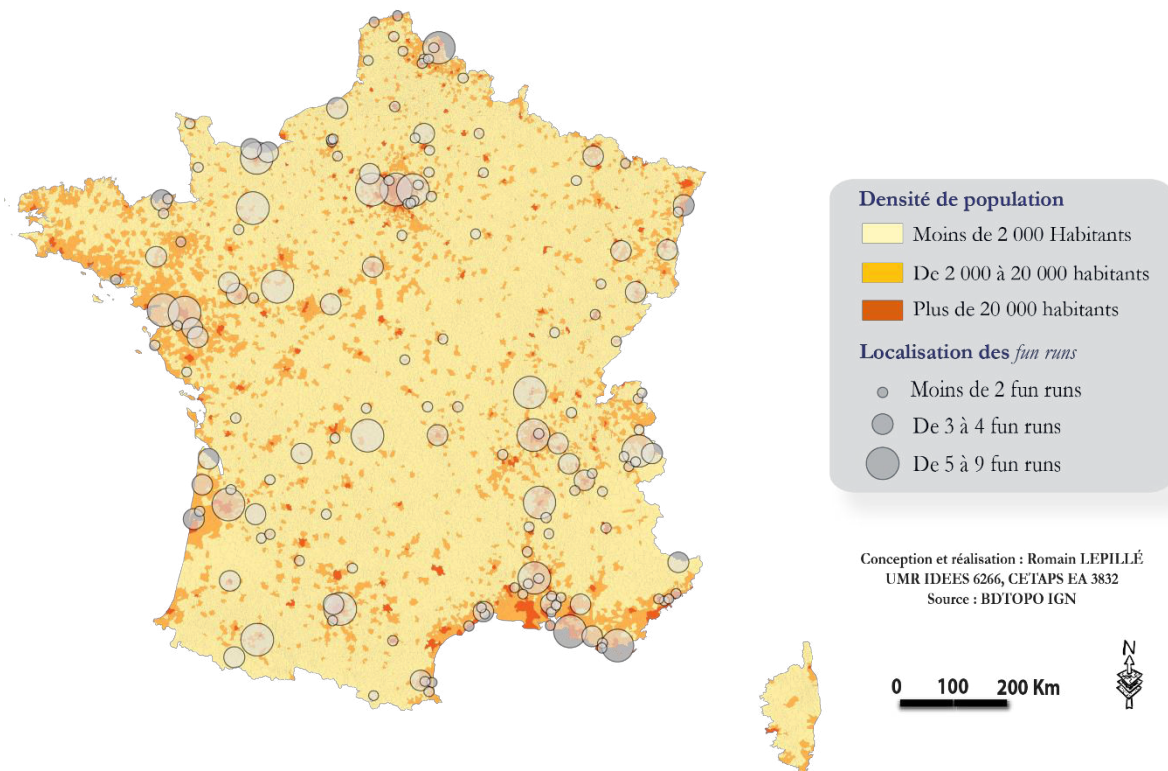 Densité de population
Moins de 2 000 Habitants
De 2 000 à 20 000 habitants
Plus de 20 000 habitants
Localisation des fun runs
Moins de 2 fun runs
De 3 à 4 fun runs
De 5 à 9 fun runs
Conception et réalisation : Romain LEPILLÉ
UMR IDEES 6266, CETAPS EA 3832
Source : BDTOPO IGN
N
0 100 200 Km